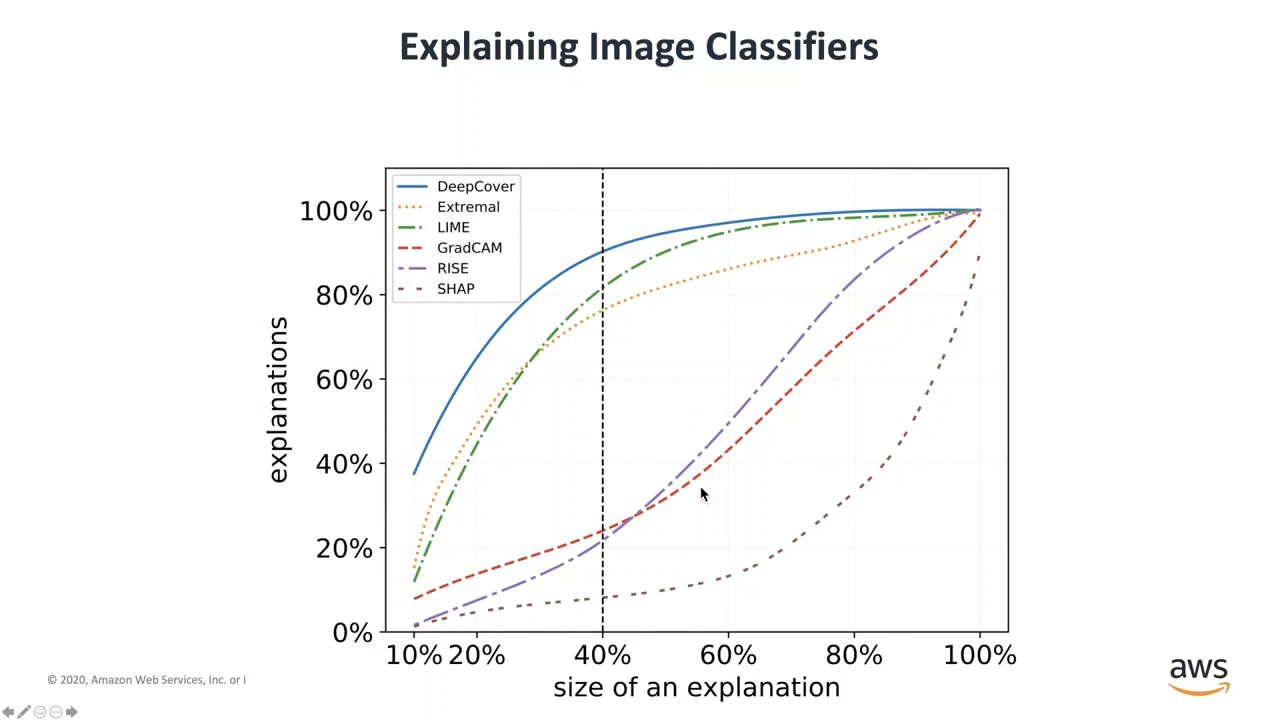 Explaining Image Classifiers
DeepCover
Extremal
LIME
GradCAM
RISE
SHAP
100%
80%
60%
40%
20%
0%
explanations
10% 20% 40% 60% 80% 100%
size of an explanation
© 2020, Amazon Web Services, Inc. or i
aws